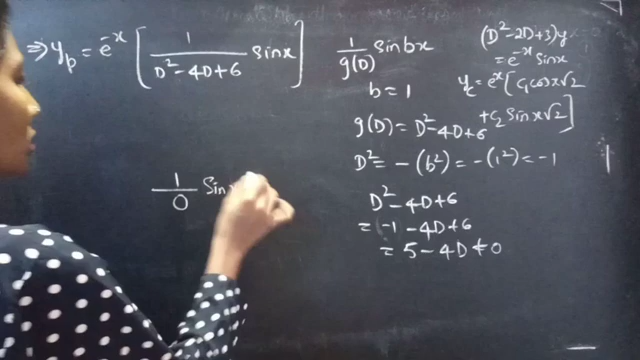 ⇒ y_p = e^{-x} [ 1/(D² - 4D + 6) sinx ]
1/0 Sin
1/g(D) sin bx
b = 1
g(D) = D² - 4D + 6
D² = -(b²) = -(1²) = -1
D² - 4D + 6
= -1 - 4D + 6
= 5 - 4D ≠ 0
(D² - 2D + 3)y
= e^{-x} sinx
y_c = e^{x} [ c₁ cos x√2
+ c₂ sin x√2 ]